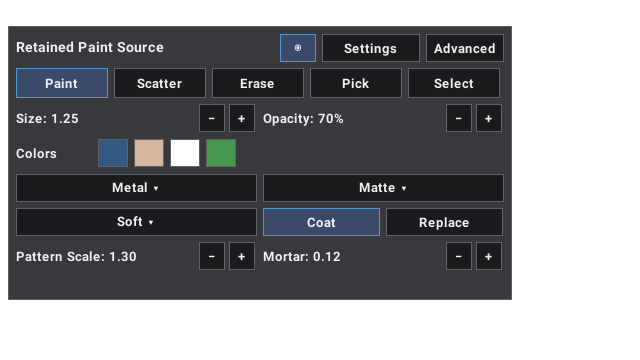 Retained Paint Source ◉ Settings Advanced
Paint Scatter Erase Pick Select
Size: 1.25 − + Opacity: 70% − +
Colors
Metal ▾ Matte ▾
Soft ▾ Coat Replace
Pattern Scale: 1.30 − + Mortar: 0.12 − +